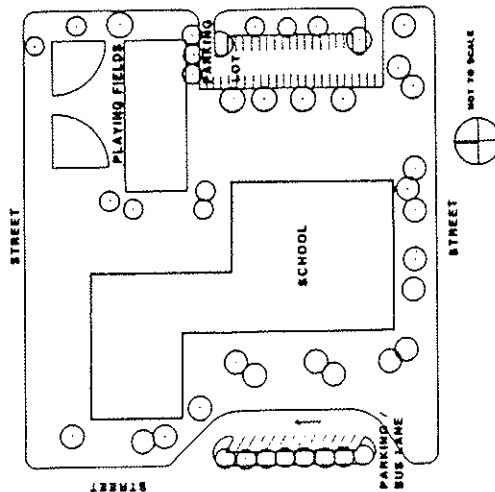 STREET
PLAYING FIELDS
PARKING
LOT
SCHOOL
NOT TO SCALE
STREET
PARKING /
BUS LANE
STREET